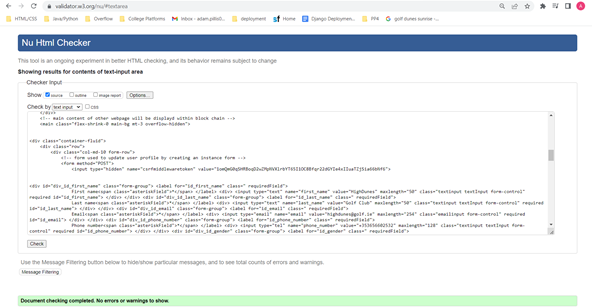 validator.w3.org/nu/#textarea
HTML/CSS Java/Python Overflow College Platforms inbox - adam.pillio0... deployment Home Django Deploymen... PPA golf dunes sunrise -...
Nu Html Checker
This tool is an ongoing experiment in better HTML checking, and its behavior remains subject to change
Showing results for contents of text-input area
Checker Input
Show source outline image report Options...
Check by text input css
</div>
<!-- main content of other webpage will be displayd within block chain -->
<main class="flex-shrink-0 main-bg mt-3 overflow-hidden">
<div class="container-fluid">
<div class="row">
<div class="col-md-10 form-row">
<!-- form used to update user profile by creating an instance form -->
<form method="POST">
<input type="hidden" name="csrfmiddlewaretoken"
<div id="div_id_first_name" class="form-group"> <label for="id_first_name" class=" requiredField">
First name<span class="asteriskField">*</span> </label> <div> <input type="text" name="first_name" value="HighDunes" maxlength="50" class="textinput textInput form-control"
required id="id_first_name"> </div> </div> <div id="div_id_last_name" class="form-group"> <label for="id_last_name" class=" requiredField">
Last name<span class="asteriskField">*</span> </label> <div> <input type="text" name="last_name" value="Golf Club" maxlength="50" class="textinput textInput form-control" required
id="id_last_name"> </div> </div> <div id="div_id_email" class="form-group"> <label for="id_email" class=" requiredField">
Email<span class="asteriskField">*</span> </label> <div> <input type="email" name="email" value="highdunes@golf.ie" maxlength="254" class="emailinput form-control" required
id="id_email"> </div> </div> <div id="div_id_phone_number" class="form-group"> <label for="id_phone_number" class=" requiredField">
Phone number<span class="asteriskField">*</span> </label> <div> <input type="tel" name="phone_number" value="+353656682532" maxlength="128" class="textinput textInput form-
control" required id="id_phone_number"> </div> </div> <div id="div_id_gender" class="form-group"> <label for="id_gender" class=" requiredField">
Check
Use the Message Filtering button below to hide/show particular messages, and to see total counts of errors and warnings.
Message Filtering
Document checking completed. No errors or warnings to show.